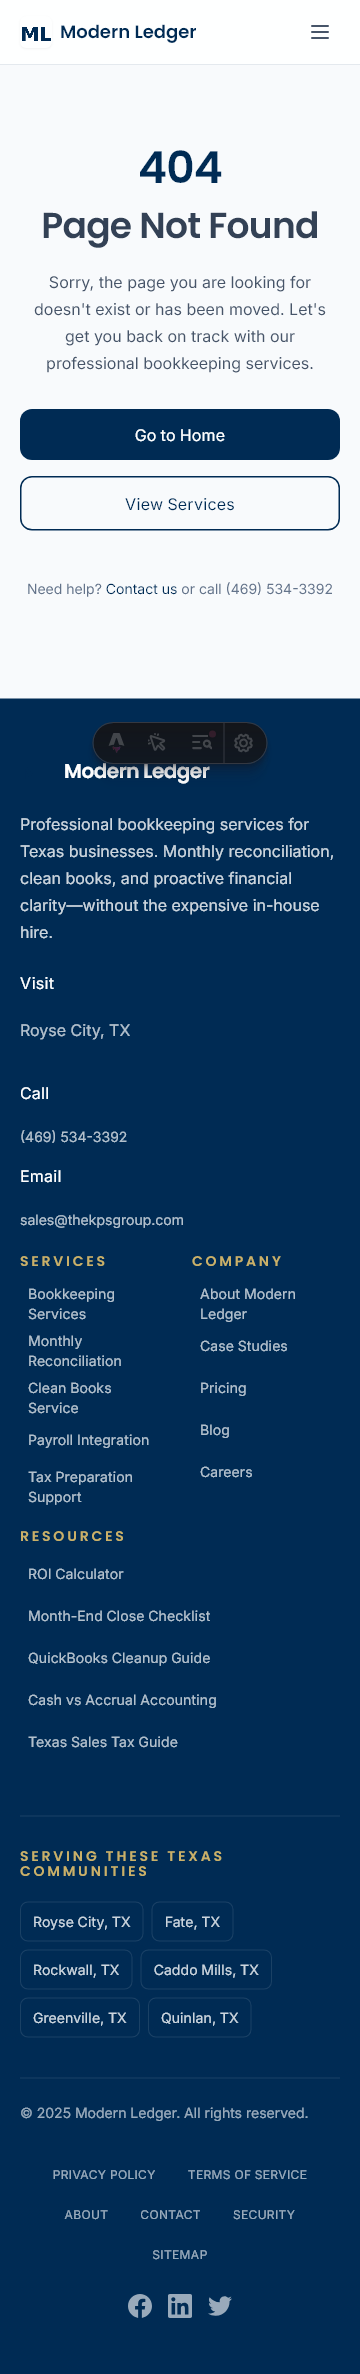 ML Modern Ledger
404
Page Not Found
Sorry, the page you are looking for
doesn't exist or has been moved. Let's
get you back on track with our
professional bookkeeping services.
Go to Home
View Services
Need help? Contact us or call (469) 534-3392
Modern Ledger
Professional bookkeeping services for
Texas businesses. Monthly reconciliation,
clean books, and proactive financial
clarity—without the expensive in-house
hire.
Visit
Royse City, TX
Call
(469) 534-3392
Email
sales@thekpsgroup.com
SERVICES
Bookkeeping
Services
Monthly
Reconciliation
Clean Books
Service
Payroll Integration
Tax Preparation
Support
COMPANY
About Modern
Ledger
Case Studies
Pricing
Blog
Careers
RESOURCES
ROI Calculator
Month-End Close Checklist
QuickBooks Cleanup Guide
Cash vs Accrual Accounting
Texas Sales Tax Guide
SERVING THESE TEXAS
COMMUNITIES
Royse City, TX
Fate, TX
Rockwall, TX
Caddo Mills, TX
Greenville, TX
Quinlan, TX
© 2025 Modern Ledger. All rights reserved.
PRIVACY POLICY
TERMS OF SERVICE
ABOUT
CONTACT
SECURITY
SITEMAP